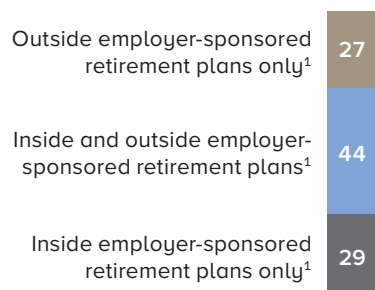 Outside employer-sponsored
retirement plans only¹
27
Inside and outside employer-
sponsored retirement plans¹
44
Inside employer-sponsored
retirement plans only¹
29